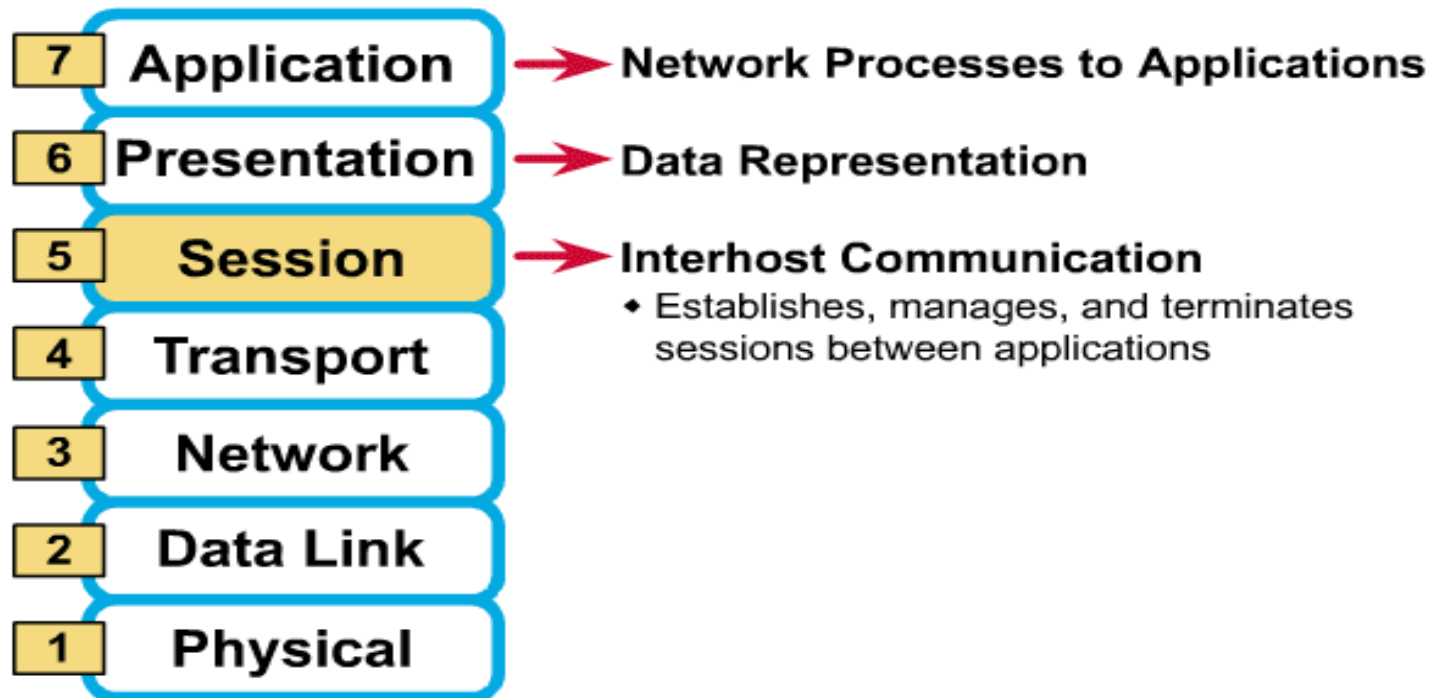 7 Application Network Processes to Applications
6 Presentation Data Representation
5 Session Interhost Communication
◆ Establishes, manages, and terminates
sessions between applications
4 Transport
3 Network
2 Data Link
1 Physical